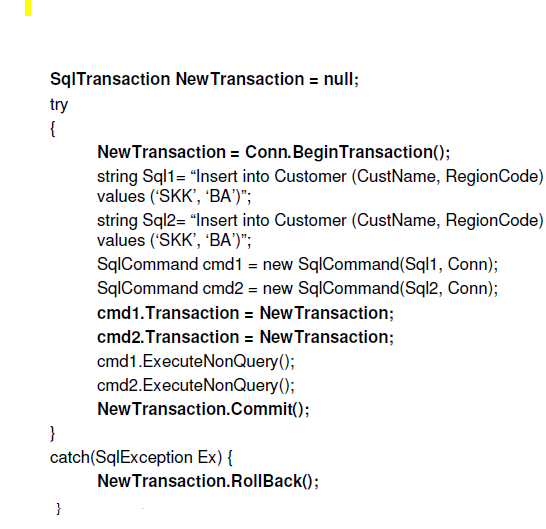 SqlTransaction NewTransaction = null;
try
{
NewTransaction = Conn.BeginTransaction();
string Sql1= “Insert into Customer (CustName, RegionCode)
values (‘SKK’, ‘BA’)”;
string Sql2= “Insert into Customer (CustName, RegionCode)
values (‘SKK’, ‘BA’)”;
SqlCommand cmd1 = new SqlCommand(Sql1, Conn);
SqlCommand cmd2 = new SqlCommand(Sql2, Conn);
cmd1.Transaction = NewTransaction;
cmd2.Transaction = NewTransaction;
cmd1.ExecuteNonQuery();
cmd2.ExecuteNonQuery();
NewTransaction.Commit();
}
catch(SqlException Ex) {
NewTransaction.RollBack();
}